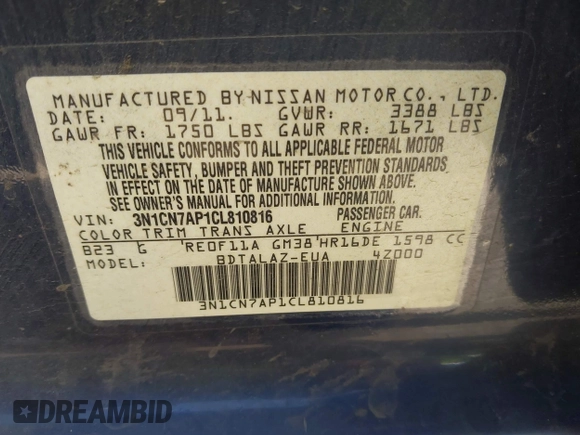 MANUFACTURED BY NISSAN MOTOR CO., LTD.
DATE: 09/11. GVWR: 3388 LBS
GAWR FR: 1750 LBS GAWR RR: 1671 LBS
THIS VEHICLE CONFORMS TO ALL APPLICABLE FEDERAL MOTOR
VEHICLE SAFETY, BUMPER AND THEFT PREVENTION STANDARDS
IN EFFECT ON THE DATE OF MANUFACTURE SHOWN ABOVE.
SEE OWNER'S MANUAL FOR ADDITIONAL INFORMATION.
VIN: 3N1CN7AP1CL810816 PASSENGER CAR.
COLOR TRIM TRANS AXLE ENGINE
B23 G 'RE0F11A GM38'HR16DE 1598 CC
MODEL: BDTALAZ-EUA 4Z000
3N1CN7AP1CL810816
DREAMBID